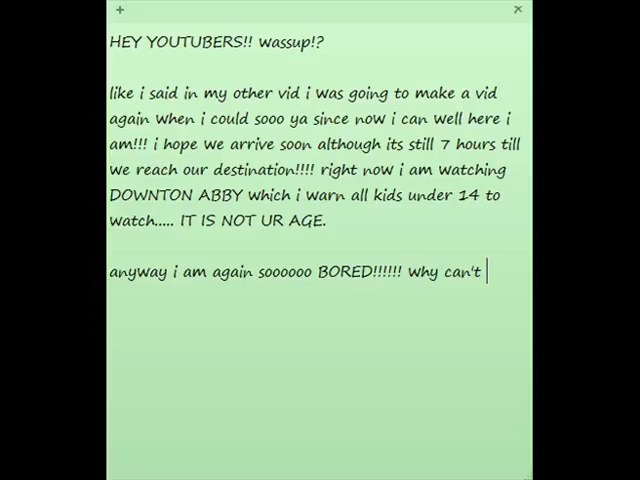 HEY YOUTUBERS!! Wassup!?
like i said in my other vid i was going to make a vid
again when i could sooo ya since now i can well here i
am!!! i hope we arrive soon although its still 7 hours till
we reach our destination!!!! right now i am watching
DOWNTON ABBY which i warn all kids under 14 to
watch..... IT IS NOT UR AGE.
anyway i am again soooooo BORED!!!!!! Why can't